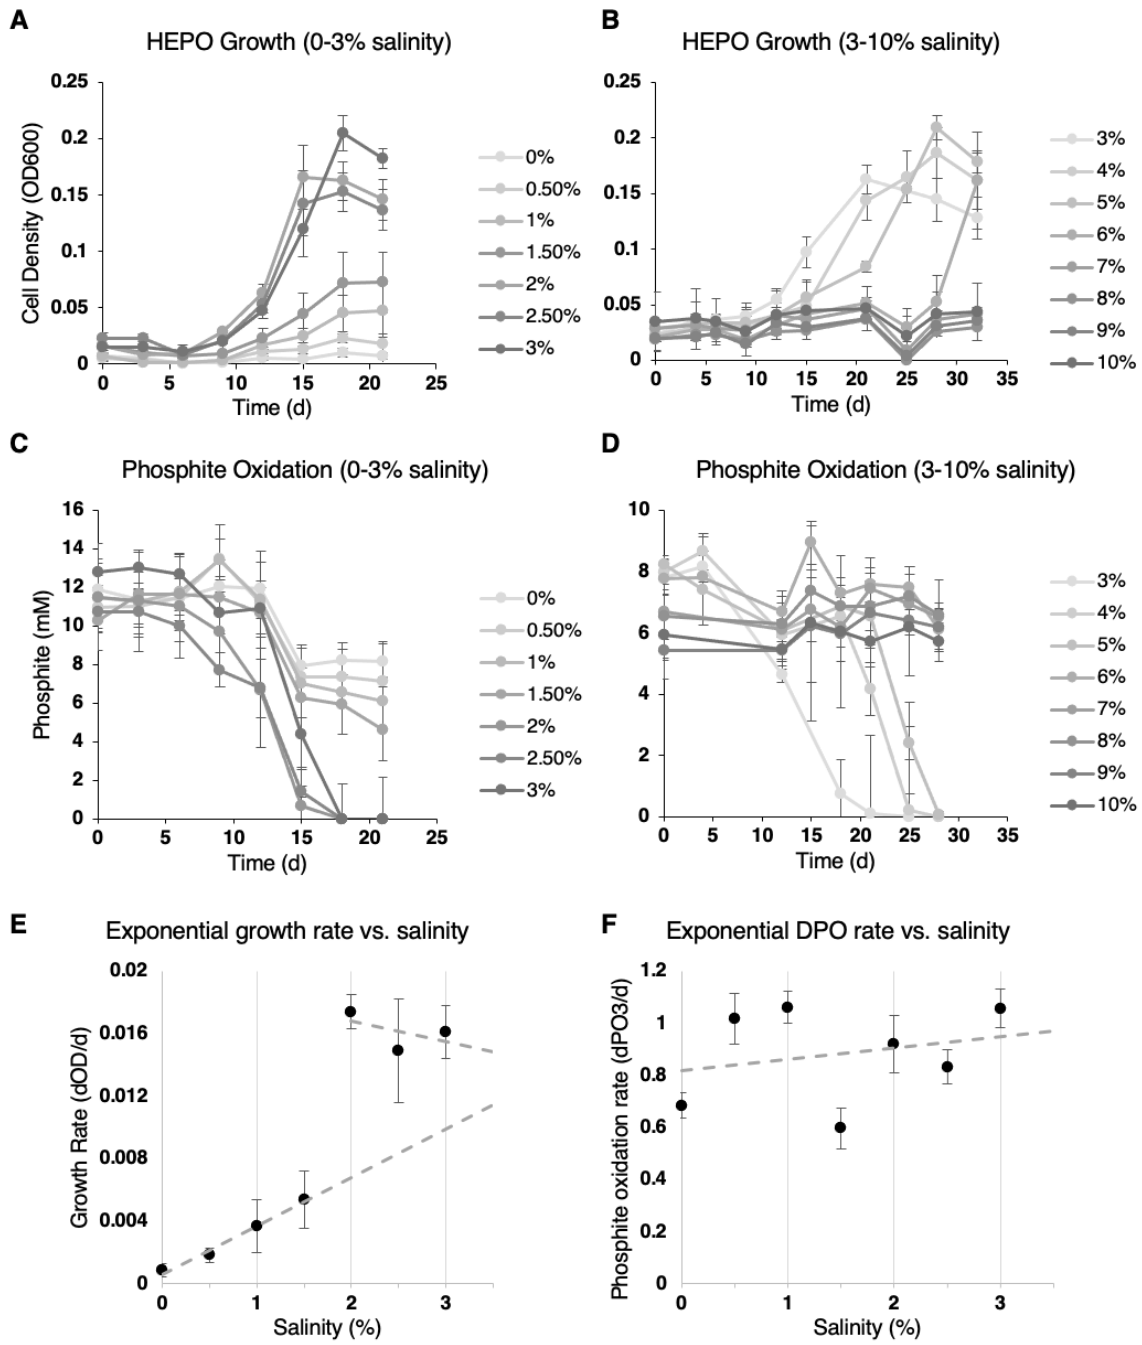 A
HEPO Growth (0-3% salinity)
Cell Density (OD600)
0.25
0.2
0.15
0.1
0.05
0
0 5 10 15 20 25
Time (d)
0%
0.50%
1%
1.50%
2%
2.50%
3%
B
HEPO Growth (3-10% salinity)
0.25
0.2
0.15
0.1
0.05
0
0 5 10 15 20 25 30 35
Time (d)
3%
4%
5%
6%
7%
8%
9%
10%
C
Phosphite Oxidation (0-3% salinity)
Phosphite (mM)
16
14
12
10
8
6
4
2
0
0 5 10 15 20 25
Time (d)
0%
0.50%
1%
1.50%
2%
2.50%
3%
D
Phosphite Oxidation (3-10% salinity)
10
8
6
4
2
0
0 5 10 15 20 25 30 35
Time (d)
3%
4%
5%
6%
7%
8%
9%
10%
E
Exponential growth rate vs. salinity
Growth Rate (dOD/d)
0.02
0.016
0.012
0.008
0.004
0
0 1 2 3
Salinity (%)
F
Exponential DPO rate vs. salinity
Phosphite oxidation rate (dPO3/d)
1.2
1
0.8
0.6
0.4
0.2
0
0 1 2 3
Salinity (%)